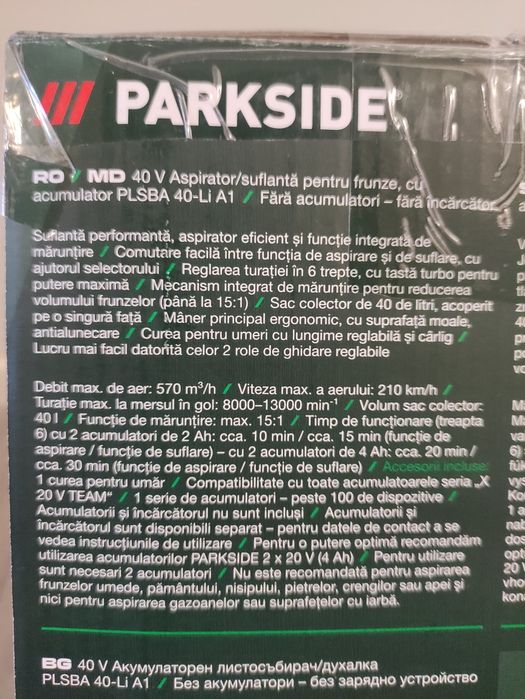 PARKSIDE®
RO / MD 40 V Aspirator/suflantă pentru frunze, cu
acumulator PLSBA 40-Li A1 / Fără acumulatori – fără încărcător
Suflantă performantă, aspirator eficient și funcție integrată de
mărunțire / Comutare facilă între funcția de aspirare și de suflare, cu
ajutorul selectorului / Reglarea turației în 6 trepte, cu tastă turbo pentru
putere maximă / Mecanism integrat de mărunțire pentru reducerea
volumului frunzelor (până la 15:1) / Sac colector de 40 de litri, acoperit
pe o singură față / Mâner principal ergonomic, cu suprafață moale,
antialunecare / Curea pentru umeri cu lungime reglabilă și cârlig /
Lucru mai facil datorită celor 2 role de ghidare reglabile
Debit max. de aer: 570 m³/h / Viteza max. a aerului: 210 km/h /
Turație max. la mersul în gol: 8000–13000 min⁻¹ / Volum sac colector:
40 l / Funcție de mărunțire: max. 15:1 / Timp de funcționare (treapta
6) cu 2 acumulatori de 2 Ah: cca. 10 min / cca. 15 min (funcție de
aspirare / funcție de suflare) – cu 2 acumulatori de 4 Ah: cca. 20 min /
cca. 30 min (funcție de aspirare / funcție de suflare) / Accesorii incluse:
1 curea pentru umăr / Compatibilitate cu toate acumulatoarele seria „X
20 V TEAM“ / 1 serie de acumulatori – peste 100 de dispozitive /
Acumulatorii și încărcătorul nu sunt incluși / Acumulatorii și
încărcătorul sunt disponibili separat – pentru datele de contact a se
vedea instrucțiunile de utilizare / Pentru o putere optimă recomandăm
utilizarea acumulatorilor PARKSIDE 2 x 20 V (4 Ah) / Pentru utilizare
sunt necesari 2 acumulatori / Nu este recomandată pentru aspirarea
frunzelor umede, pământului, nisipului, pietrelor, crengilor sau apei și
nici pentru aspirarea gazoanelor sau suprafețelor cu iarbă.
BG 40 V Акумулаторен листосъбирач/духалка
PLSBA 40-Li A1 / Без акумулатори – без зарядно устройство